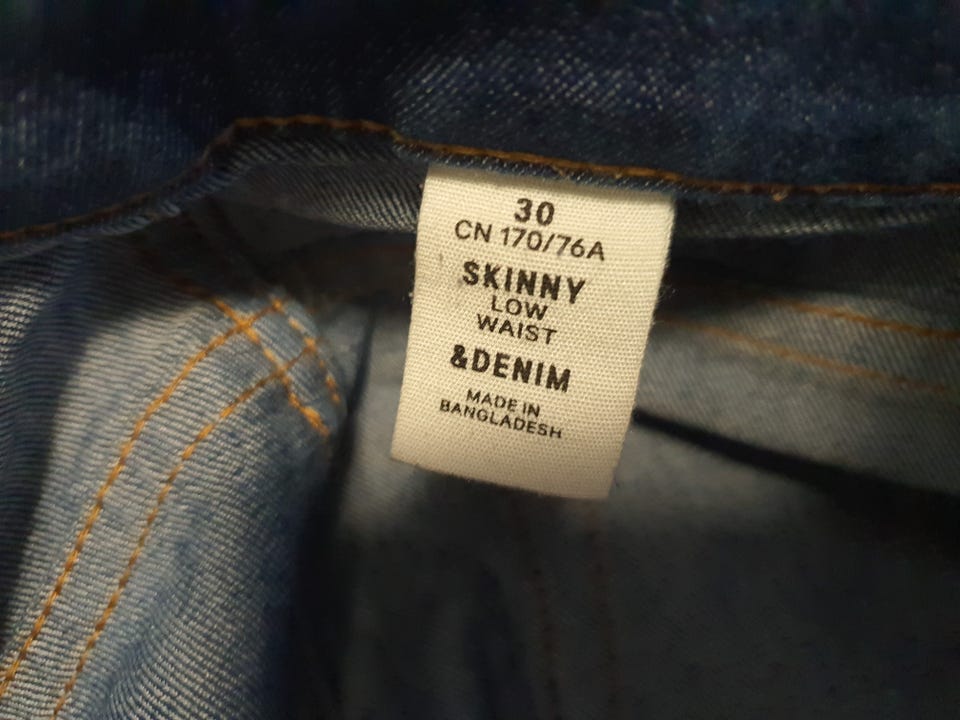 30
CN 170/76A
SKINNY
LOW
WAIST
&DENIM
MADE IN
BANGLADESH